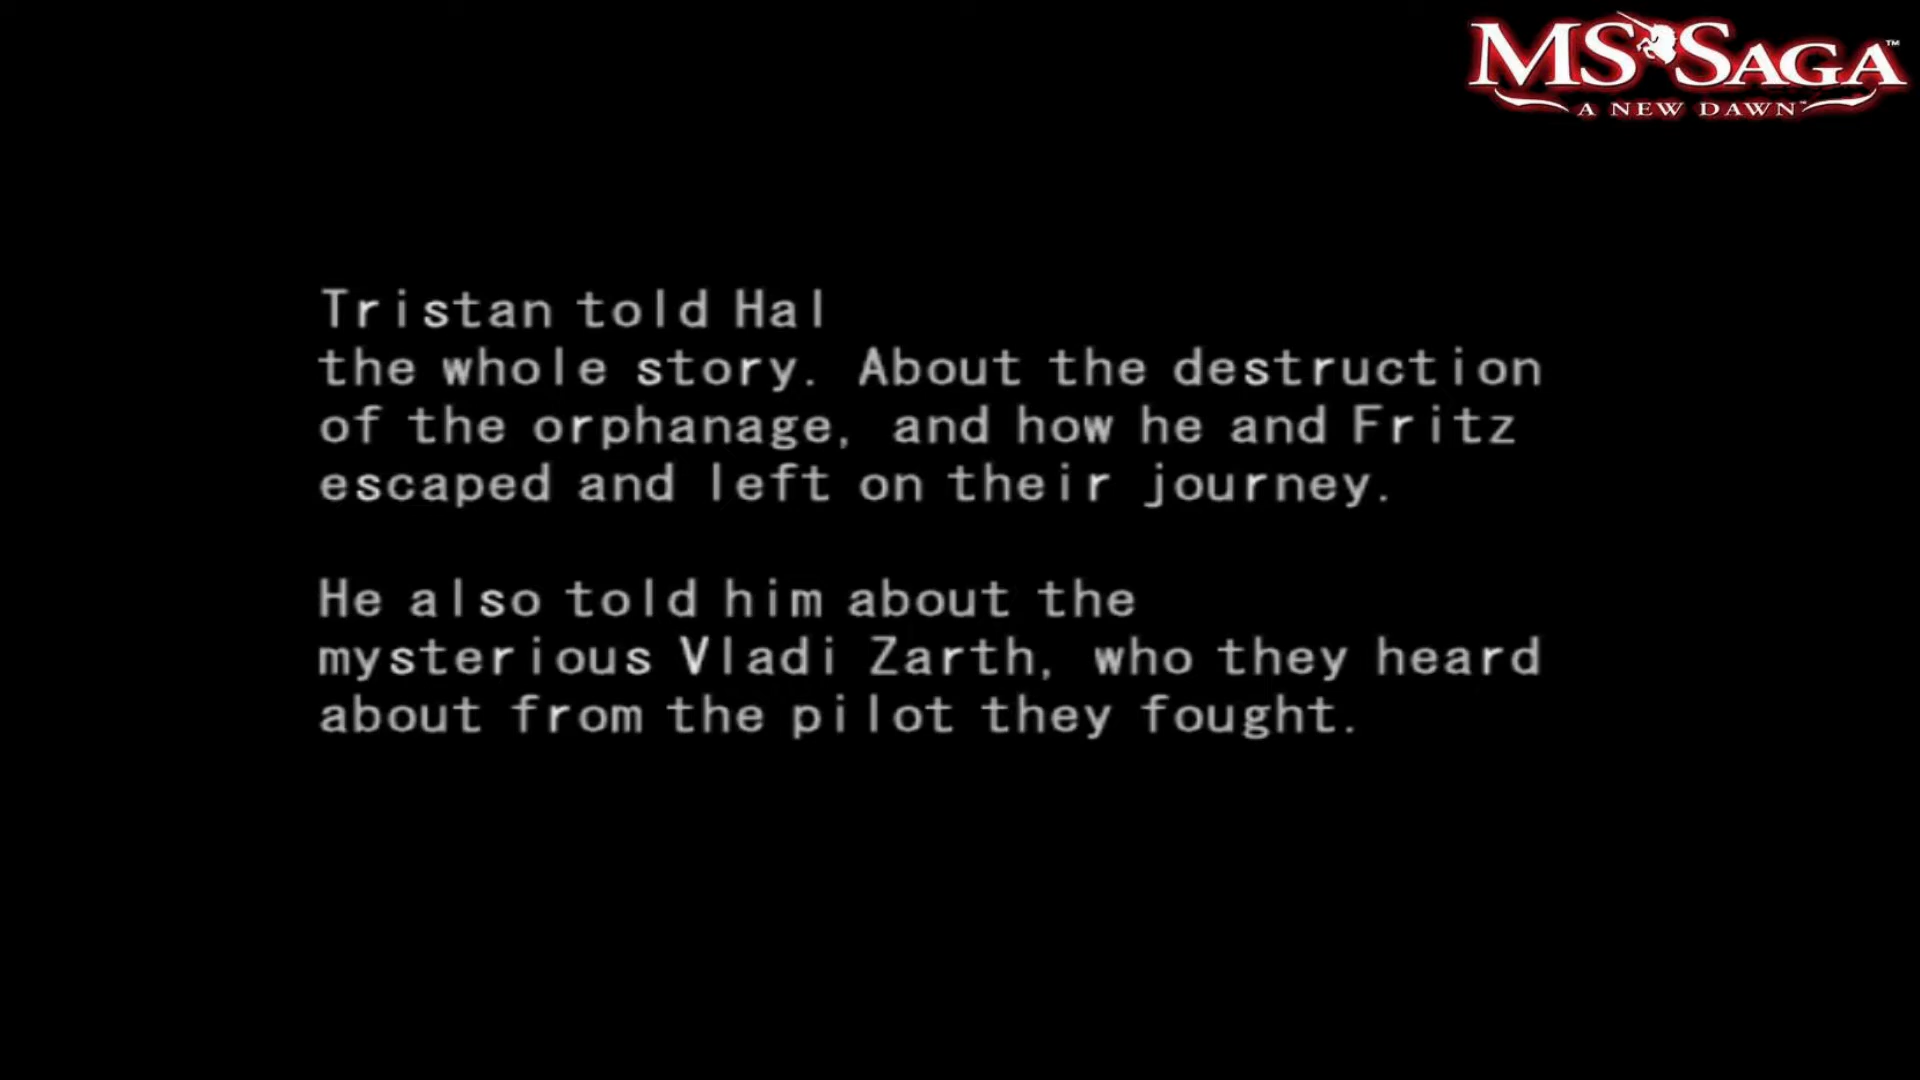 MS SAGA™
A NEW DAWN™
Tristan told Hal
the whole story. About the destruction
of the orphanage, and how he and Fritz
escaped and left on their journey.
He also told him about the
mysterious Vladi Zarth, who they heard
about from the pilot they fought.